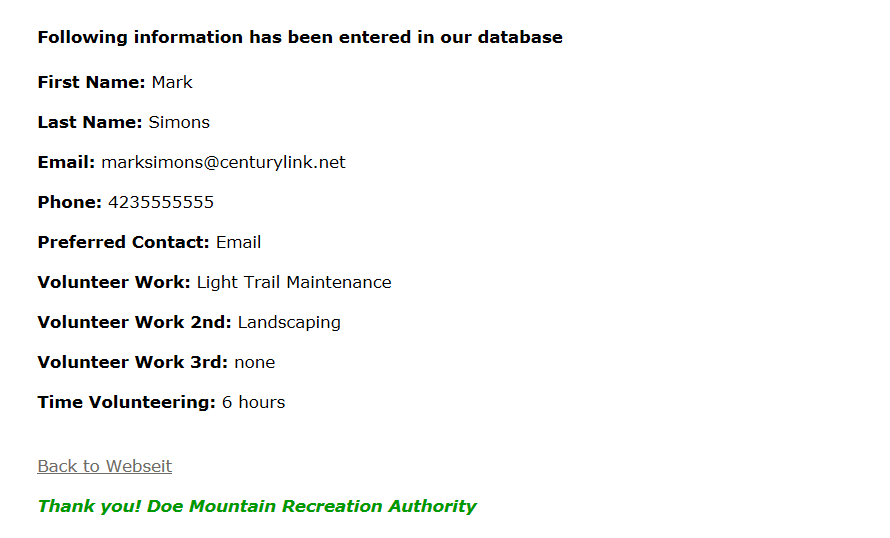 Following information has been entered in our database
First Name: Mark
Last Name: Simons
Email: marksimons@centurylink.net
Phone: 4235555555
Preferred Contact: Email
Volunteer Work: Light Trail Maintenance
Volunteer Work 2nd: Landscaping
Volunteer Work 3rd: none
Time Volunteering: 6 hours
Back to Webseit
Thank you! Doe Mountain Recreation Authority